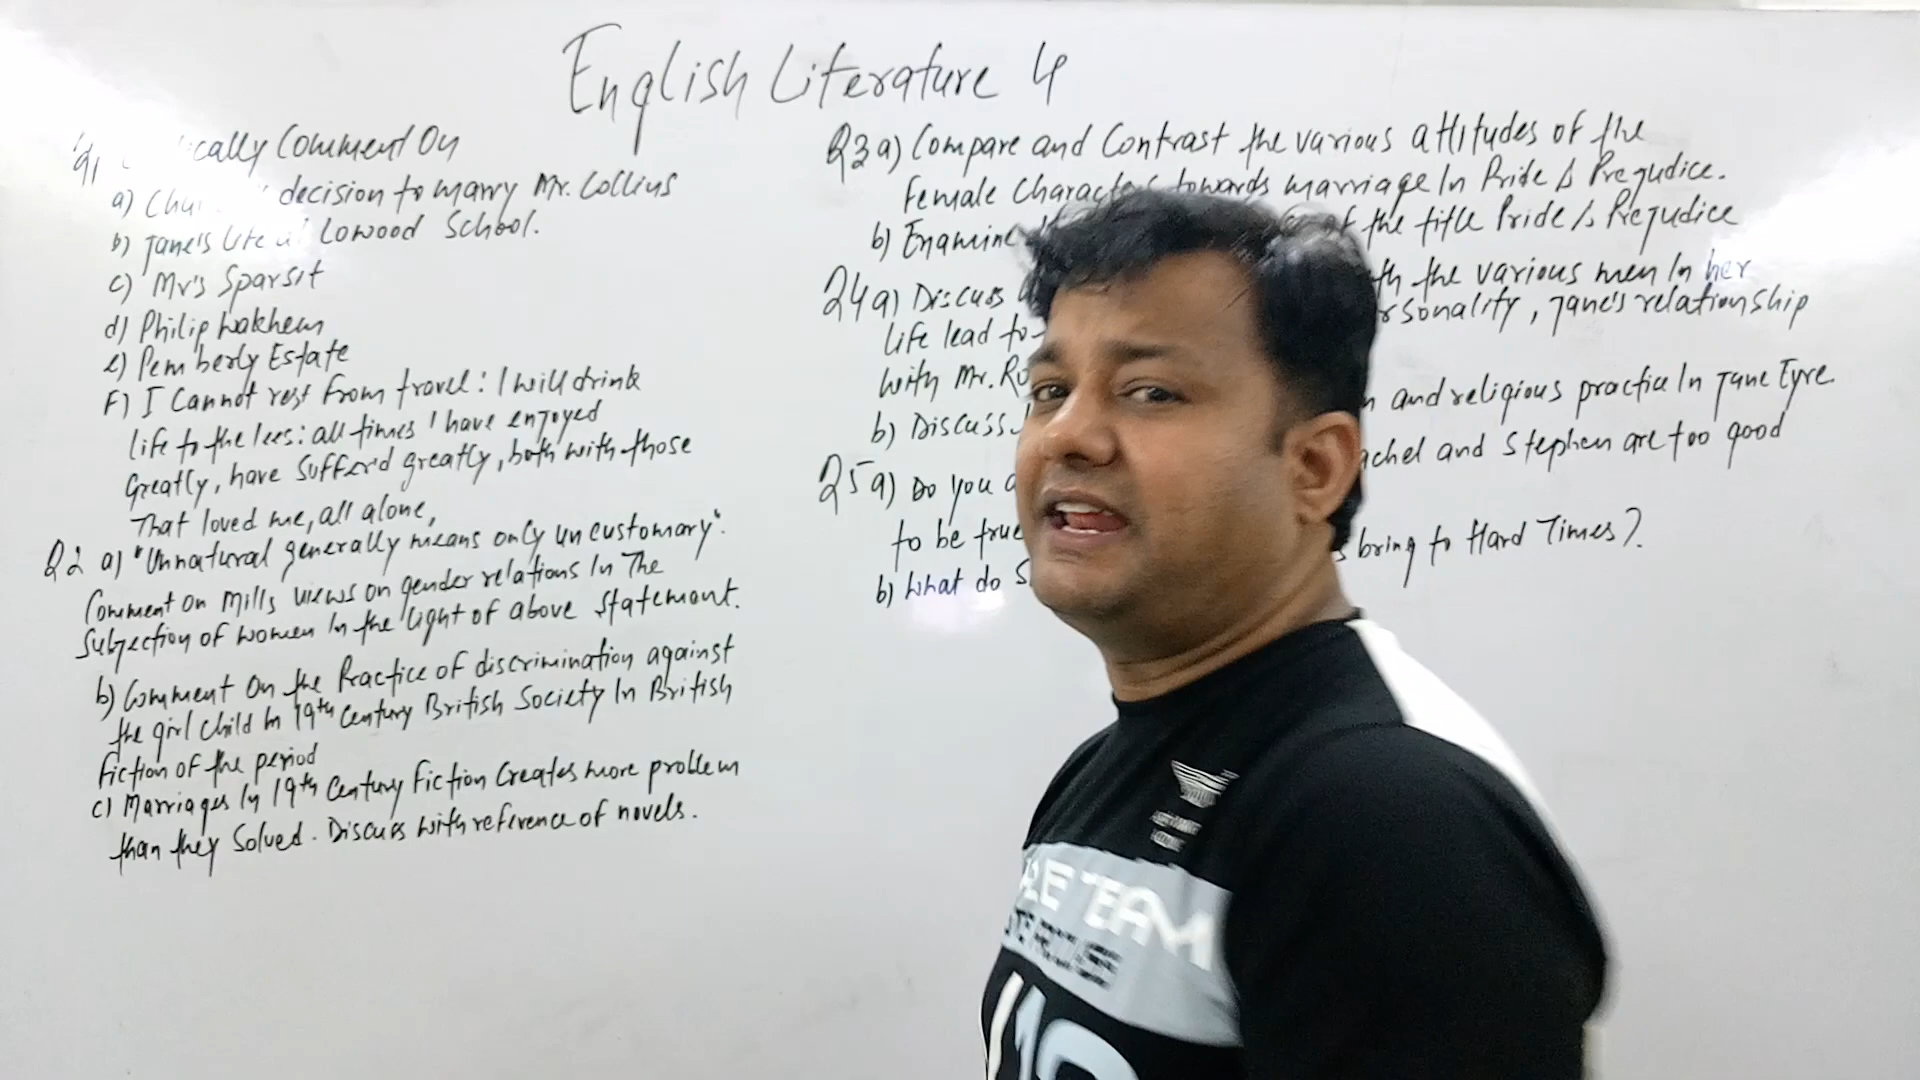 English Literature 4
Q1 ically Comment On
a) Cha decision to marry Mr. Collins
b) Jane's life at Lowood School.
c) Mr's Sparsit
d) Philip Wakhem
e) Pemberly Estate
F) I Cannot rest From travel: I will drink
life to the lees: all times I have enjoyed
Greatly, have Suffer'd greatly, both with those
That loved me, all alone,
Q2 a) "Unnatural generally means only uncustomary".
Comment on Mills views on gender relations In The
Subjection of women In the light of above statement.
b) Comment On the Practice of discrimination against
the girl child In 19th Century British Society In British
Fiction of the period
c) Marriages In 19th Century Fiction Creates more problem
than they Solved. Discuss with reference of novels.
Q3 a) Compare and Contrast the various attitudes of the
Female Characters towards marriage In Pride & Prejudice.
b) Examine of the title Pride & Prejudice
Q4 a) Discuss th the various men In her
life lead to rsonality, Jane's relationship
with Mr. Ro
b) Discuss n and religious practice In Jane Eyre.
Q5 a) Do you a achel and Stephen are too good
to be true
b) What do S s bring to Hard Times?
RE TEAM